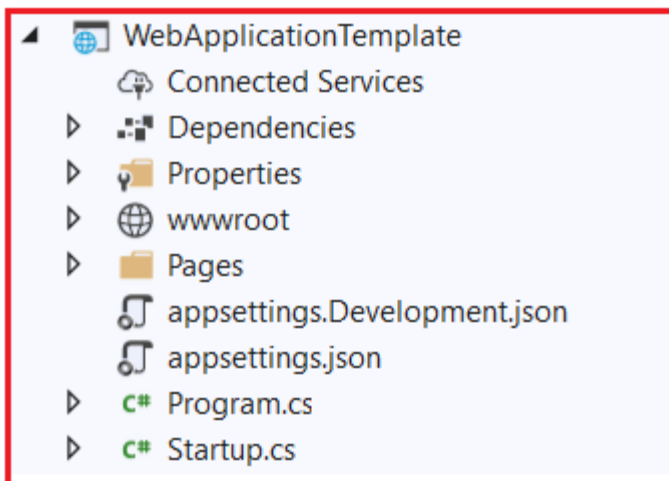 WebApplicationTemplate
Connected Services
Dependencies
Properties
wwwroot
Pages
appsettings.Development.json
appsettings.json
C# Program.cs
C# Startup.cs